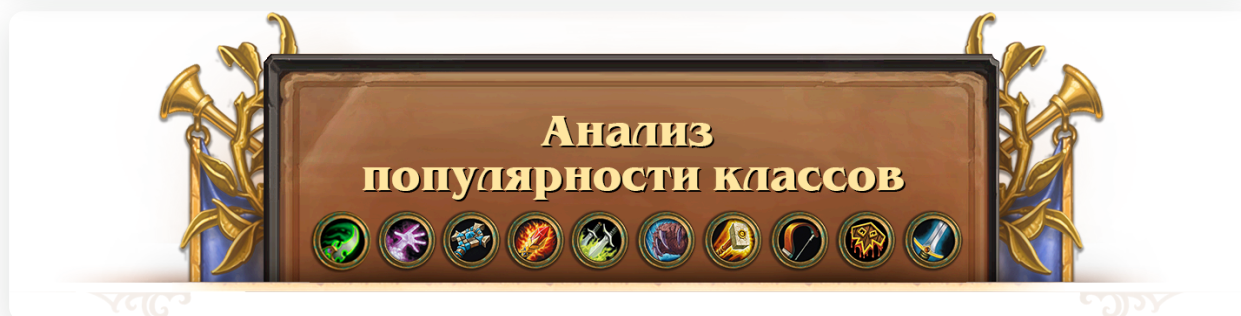 Анализ
популярности классов